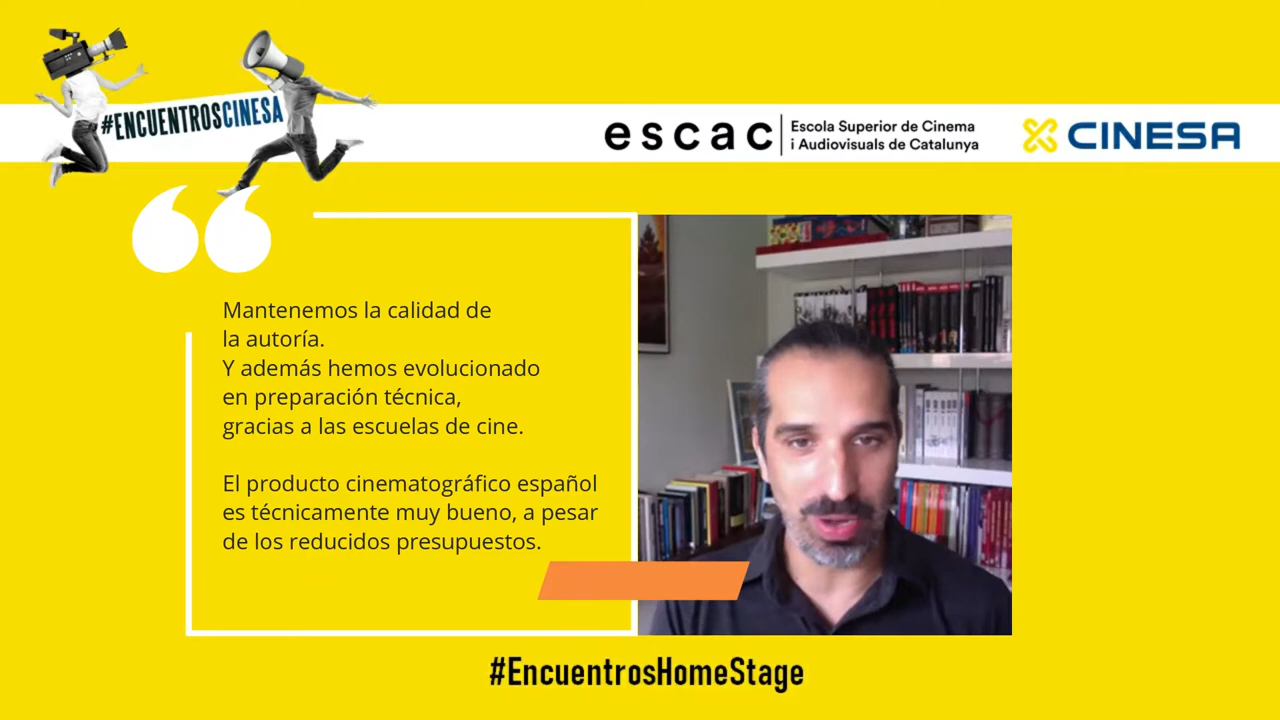 #ENCUENTROSCINESA
escac
Escola Superior de Cinema
i Audiovisuals de Catalunya
CINESA
Mantenemos la calidad de
la autoría.
Y además hemos evolucionado
en preparación técnica,
gracias a las escuelas de cine.
El producto cinematográfico español
es técnicamente muy bueno, a pesar
de los reducidos presupuestos.
#EncuentrosHomeStage